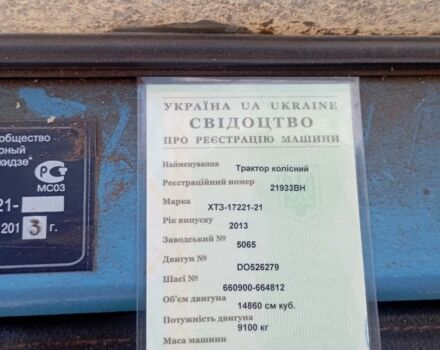 общество
рный
кидзе"
МС03
21-
201 3 г.
УКРАЇНА UA UKRAINE
СВІДОЦТВО
ПРО РЕЄСТРАЦІЮ МАШИНИ
Найменування Трактор колісний
Реєстраційний номер 21933ВН
Марка ХТЗ-17221-21
Рік випуску 2013
Заводський № 5065
Двигун № DO526279
Шасі № 660900-664812
Об'єм двигуна 14860 см куб.
Потужність двигуна
9100 кг
Маса машини